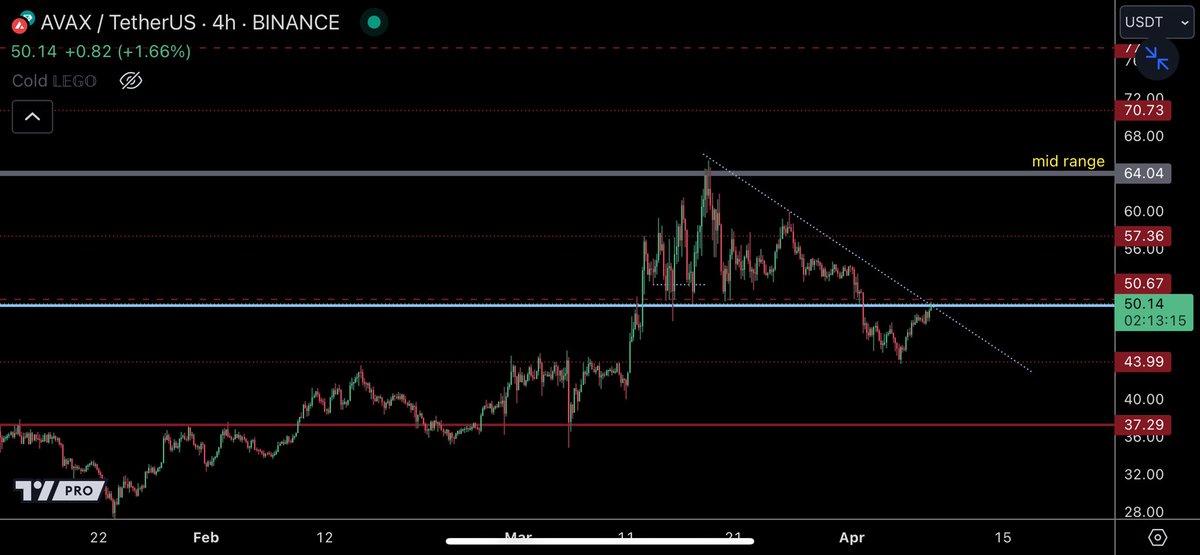 AVAX / TetherUS · 4h · BINANCE
50.14 +0.82 (+1.66%)
Cold LEGO
USDT
76
72.00
70.73
68.00
mid range
64.04
60.00
57.36
56.00
50.67
50.14
02:13:15
43.99
40.00
37.29
36.00
32.00
28.00
TV PRO
22 Feb 12 Mar 11 21 Apr 15